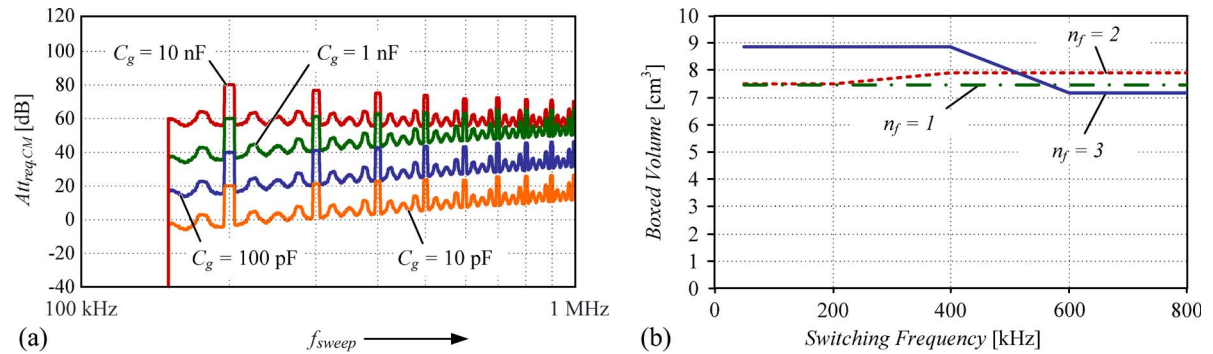 120
100
80
60
40
20
0
-20
-40
Att_req,CM [dB]
C_g = 10 nF
C_g = 1 nF
C_g = 100 pF
C_g = 10 pF
100 kHz
1 MHz
(a)
f_sweep
10
9
8
7
6
5
4
3
2
1
0
Boxed Volume [cm³]
n_f = 2
n_f = 1
n_f = 3
0
200
400
600
800
(b)
Switching Frequency [kHz]